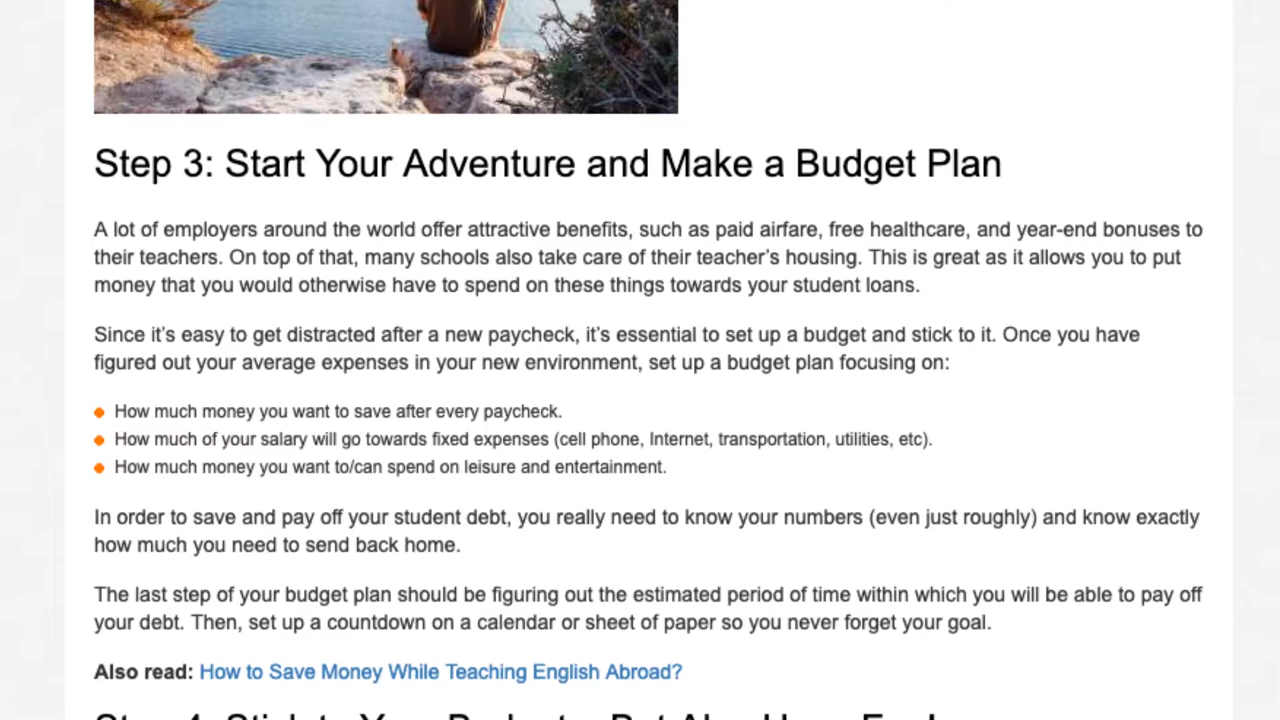 Step 3: Start Your Adventure and Make a Budget Plan
A lot of employers around the world offer attractive benefits, such as paid airfare, free healthcare, and year-end bonuses to
their teachers. On top of that, many schools also take care of their teacher’s housing. This is great as it allows you to put
money that you would otherwise have to spend on these things towards your student loans.
Since it’s easy to get distracted after a new paycheck, it’s essential to set up a budget and stick to it. Once you have
figured out your average expenses in your new environment, set up a budget plan focusing on:
How much money you want to save after every paycheck.
How much of your salary will go towards fixed expenses (cell phone, Internet, transportation, utilities, etc).
How much money you want to/can spend on leisure and entertainment.
In order to save and pay off your student debt, you really need to know your numbers (even just roughly) and know exactly
how much you need to send back home.
The last step of your budget plan should be figuring out the estimated period of time within which you will be able to pay off
your debt. Then, set up a countdown on a calendar or sheet of paper so you never forget your goal.
Also read: How to Save Money While Teaching English Abroad?